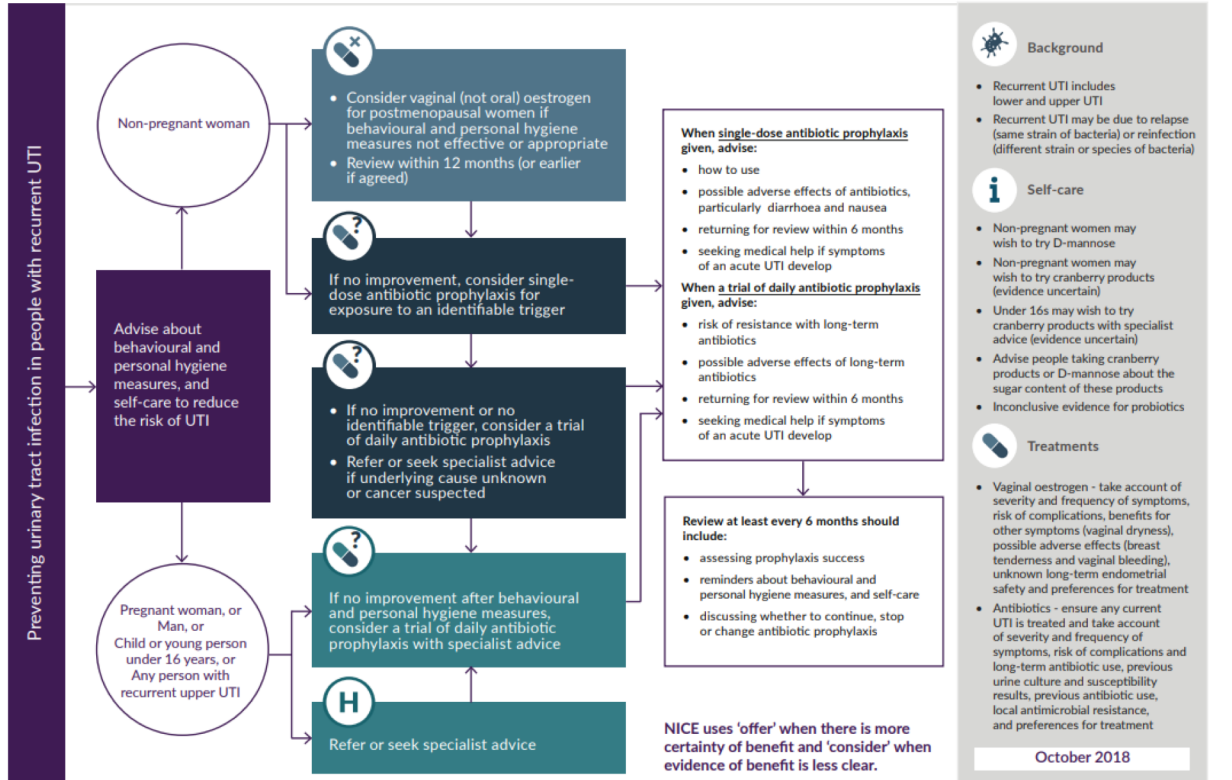 Preventing urinary tract infection in people with recurrent UTI
Non-pregnant woman
Advise about
behavioural and
personal hygiene
measures, and
self-care to reduce
the risk of UTI
Pregnant woman, or
Man, or
Child or young person
under 16 years, or
Any person with
recurrent upper UTI
• Consider vaginal (not oral) oestrogen
for postmenopausal women if
behavioural and personal hygiene
measures not effective or appropriate
• Review within 12 months (or earlier
if agreed)
?
If no improvement, consider single-
dose antibiotic prophylaxis for
exposure to an identifiable trigger
?
• If no improvement or no
identifiable trigger, consider a trial
of daily antibiotic prophylaxis
• Refer or seek specialist advice
if underlying cause unknown
or cancer suspected
?
If no improvement after behavioural
and personal hygiene measures,
consider a trial of daily antibiotic
prophylaxis with specialist advice
H
Refer or seek specialist advice
When single-dose antibiotic prophylaxis
given, advise:
• how to use
• possible adverse effects of antibiotics,
particularly diarrhoea and nausea
• returning for review within 6 months
• seeking medical help if symptoms
of an acute UTI develop
When a trial of daily antibiotic prophylaxis
given, advise:
• risk of resistance with long-term
antibiotics
• possible adverse effects of long-term
antibiotics
• returning for review within 6 months
• seeking medical help if symptoms
of an acute UTI develop
Review at least every 6 months should
include:
• assessing prophylaxis success
• reminders about behavioural and
personal hygiene measures, and self-care
• discussing whether to continue, stop
or change antibiotic prophylaxis
NICE uses ‘offer’ when there is more
certainty of benefit and ‘consider’ when
evidence of benefit is less clear.
Background
• Recurrent UTI includes
lower and upper UTI
• Recurrent UTI may be due to relapse
(same strain of bacteria) or reinfection
(different strain or species of bacteria)
i
Self-care
• Non-pregnant women may
wish to try D-mannose
• Non-pregnant women may
wish to try cranberry products
(evidence uncertain)
• Under 16s may wish to try
cranberry products with specialist
advice (evidence uncertain)
• Advise people taking cranberry
products or D-mannose about the
sugar content of these products
• Inconclusive evidence for probiotics
Treatments
• Vaginal oestrogen - take account of
severity and frequency of symptoms,
risk of complications, benefits for
other symptoms (vaginal dryness),
possible adverse effects (breast
tenderness and vaginal bleeding),
unknown long-term endometrial
safety and preferences for treatment
• Antibiotics - ensure any current
UTI is treated and take account
of severity and frequency of
symptoms, risk of complications and
long-term antibiotic use, previous
urine culture and susceptibility
results, previous antibiotic use,
local antimicrobial resistance,
and preferences for treatment
October 2018